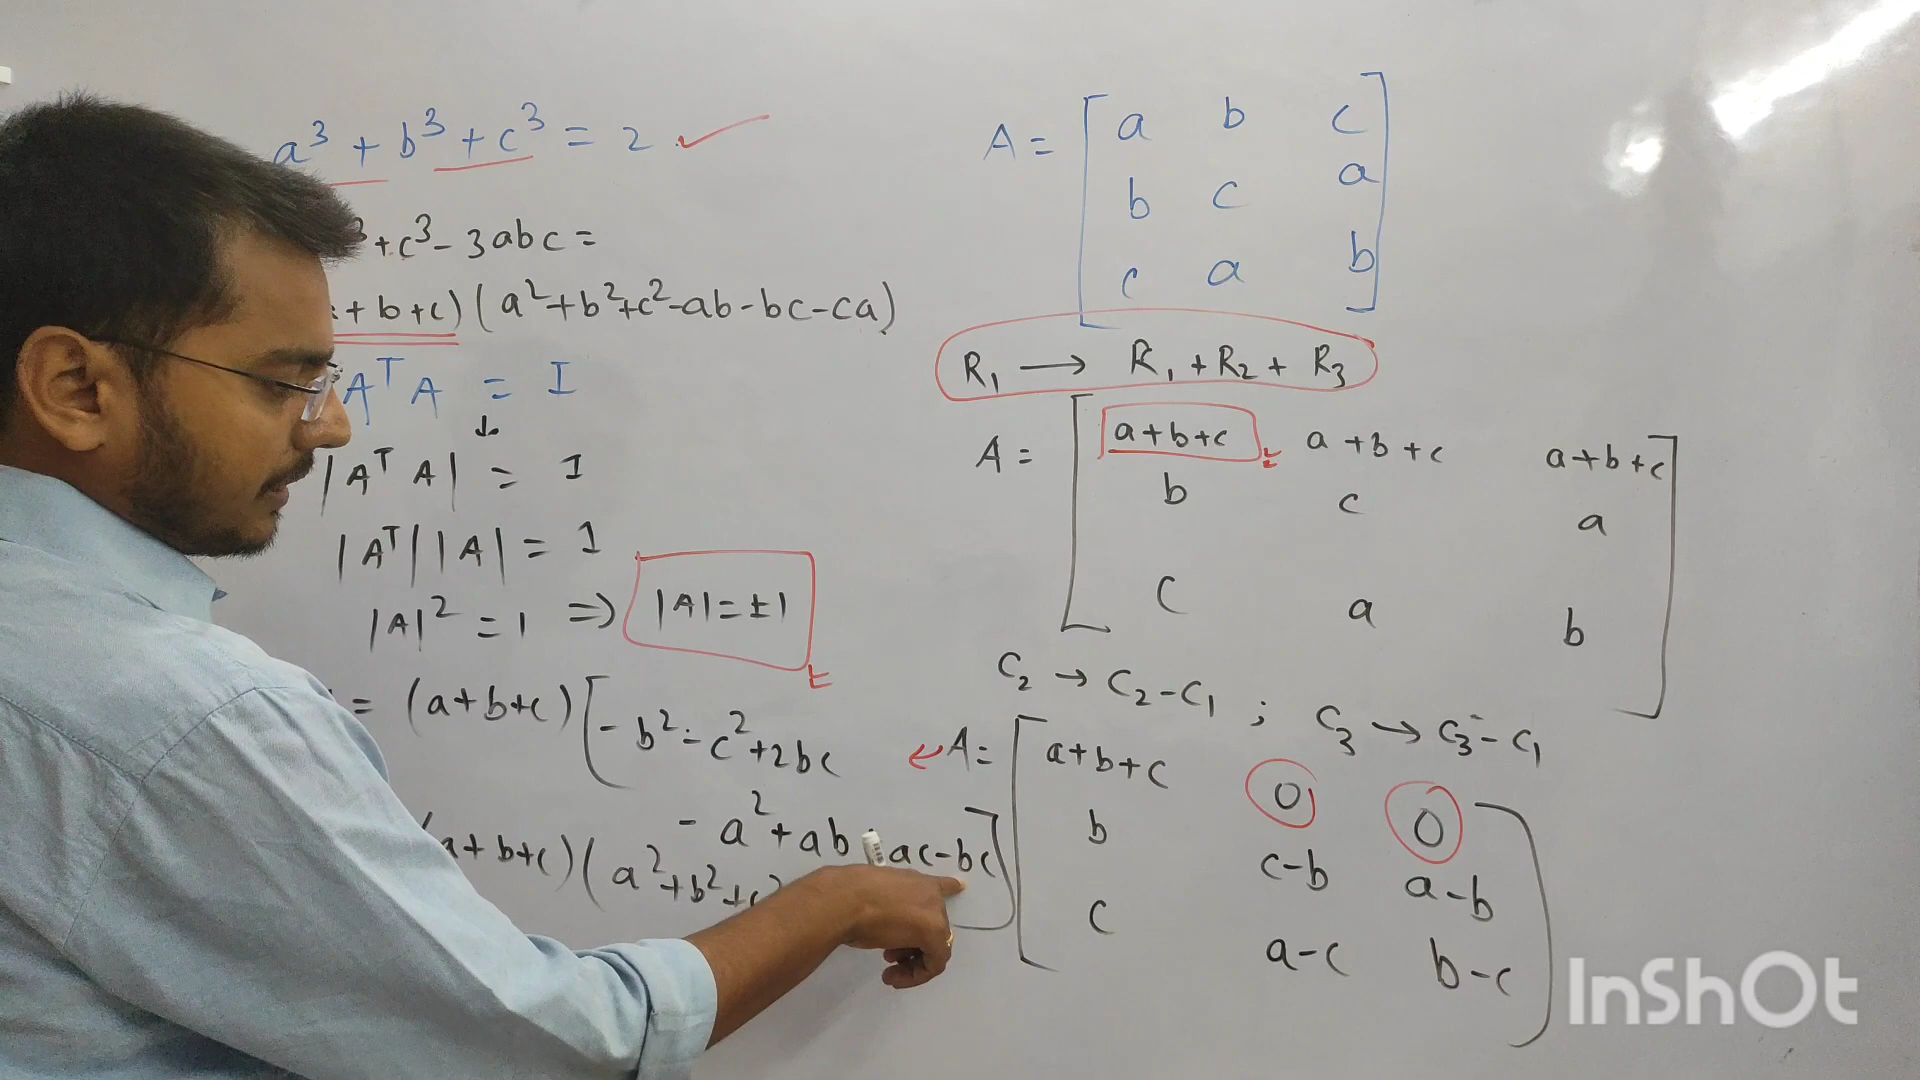 a³ + b³ + c³ = 2
³ + c³ - 3abc =
+ b + c) (a² + b² + c² - ab - bc - ca)
Aᵀ A = I
|Aᵀ A| = 1
|Aᵀ| |A| = 1
|A|² = 1 => |A| = ±1
= (a + b + c) [ - b² - c² + 2bc
- a² + ab ac - bc ]
a + b + c) (a² + b² + c²
A = [ a b c
b c a
c a b ]
R₁ → R₁ + R₂ + R₃
A = [ a + b + c a + b + c a + b + c
b c a
c a b ]
C₂ → C₂ - C₁ ; C₃ → C₃ - C₁
A = [ a + b + c 0 0
b c - b a - b
c a - c b - c ]
InShOt